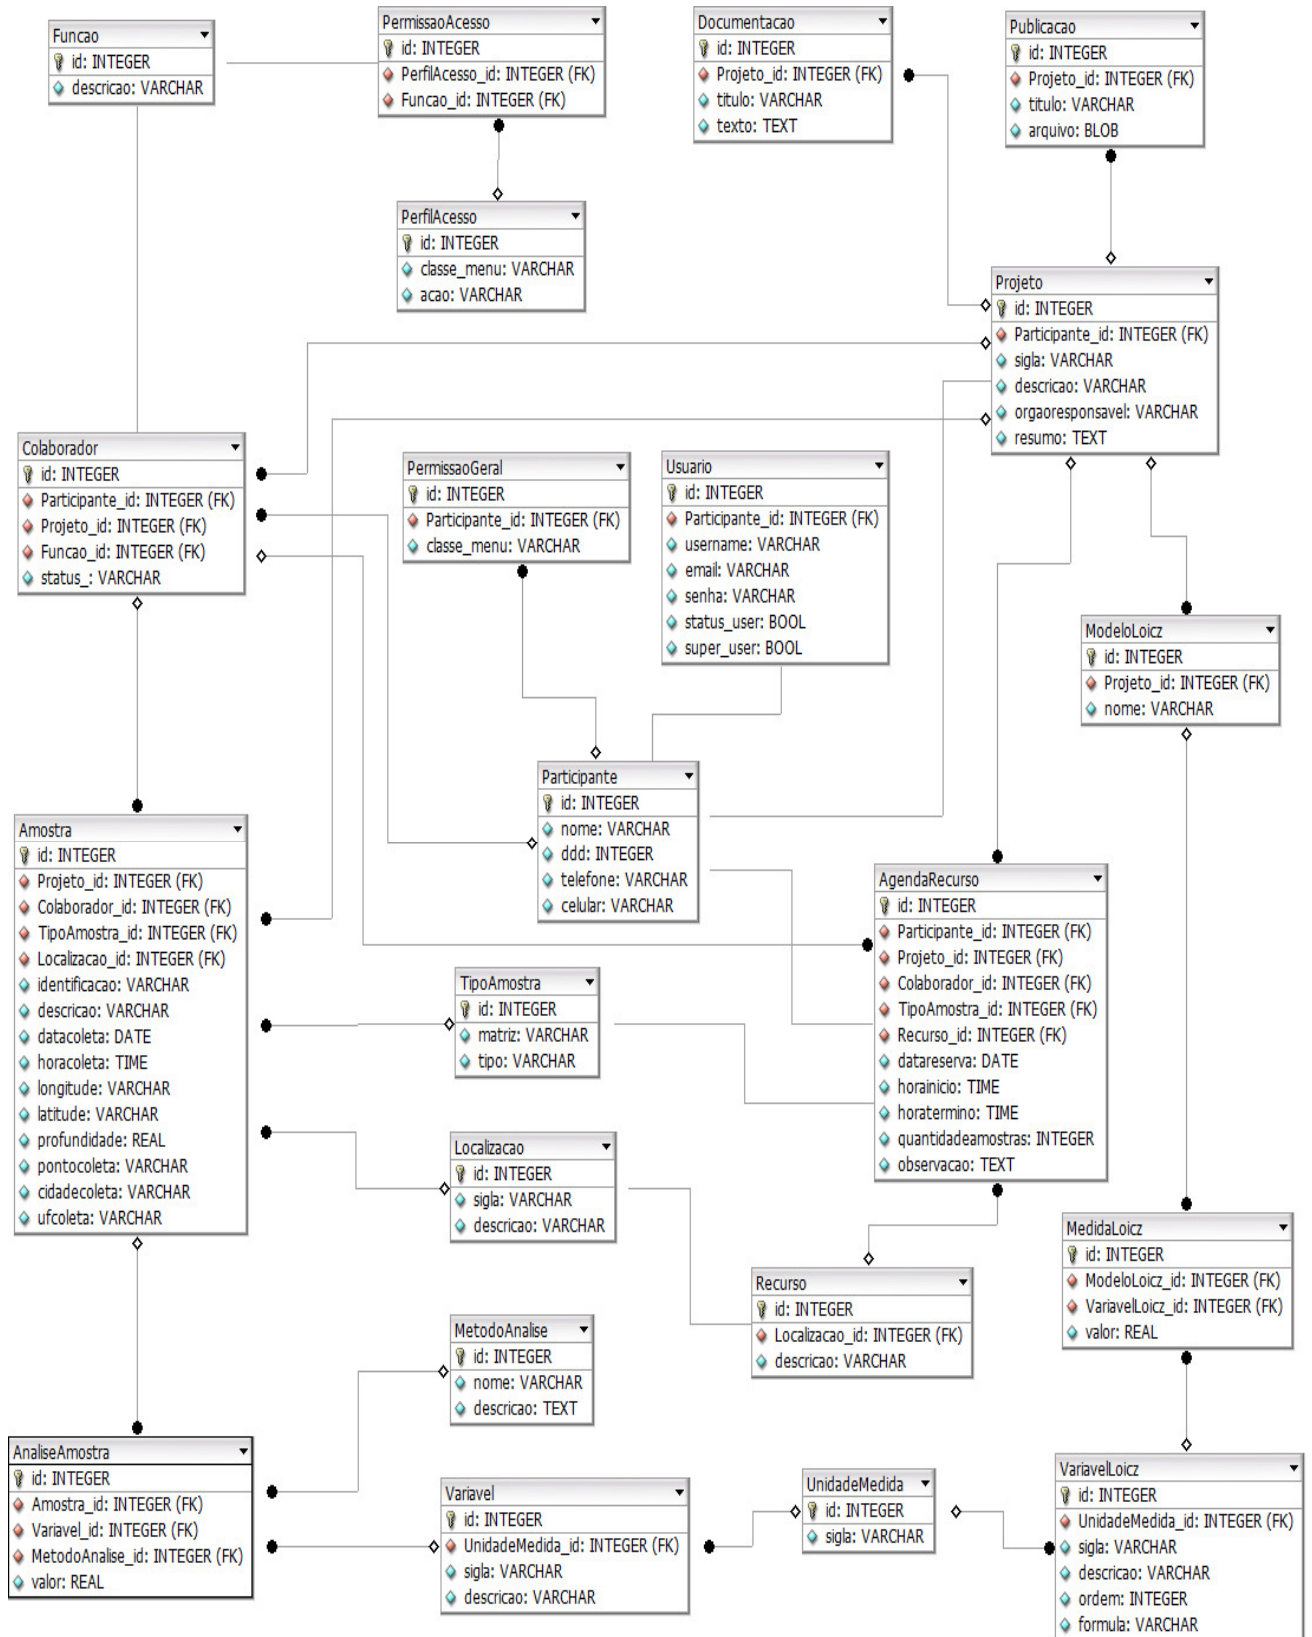 Funcao
id: INTEGER
descricao: VARCHAR
PermissaoAcesso
id: INTEGER
PerfilAcesso_id: INTEGER (FK)
Funcao_id: INTEGER (FK)
Documentacao
id: INTEGER
Projeto_id: INTEGER (FK)
titulo: VARCHAR
texto: TEXT
Publicacao
id: INTEGER
Projeto_id: INTEGER (FK)
titulo: VARCHAR
arquivo: BLOB
PerfilAcesso
id: INTEGER
classe_menu: VARCHAR
acao: VARCHAR
Projeto
id: INTEGER
Participante_id: INTEGER (FK)
sigla: VARCHAR
descricao: VARCHAR
orgaoresponsavel: VARCHAR
resumo: TEXT
Colaborador
id: INTEGER
Participante_id: INTEGER (FK)
Projeto_id: INTEGER (FK)
Funcao_id: INTEGER (FK)
status_: VARCHAR
PermissaoGeral
id: INTEGER
Participante_id: INTEGER (FK)
classe_menu: VARCHAR
Usuario
id: INTEGER
Participante_id: INTEGER (FK)
username: VARCHAR
email: VARCHAR
senha: VARCHAR
status_user: BOOL
super_user: BOOL
ModeloLoicz
id: INTEGER
Projeto_id: INTEGER (FK)
nome: VARCHAR
Participante
id: INTEGER
nome: VARCHAR
ddd: INTEGER
telefone: VARCHAR
celular: VARCHAR
Amostra
id: INTEGER
Projeto_id: INTEGER (FK)
Colaborador_id: INTEGER (FK)
TipoAmostra_id: INTEGER (FK)
Localizacao_id: INTEGER (FK)
identificacao: VARCHAR
descricao: VARCHAR
datacoleta: DATE
horacoleta: TIME
longitude: VARCHAR
latitude: VARCHAR
profundidade: REAL
pontocoleta: VARCHAR
cidadecoleta: VARCHAR
ufcoleta: VARCHAR
AgendaRecurso
id: INTEGER
Participante_id: INTEGER (FK)
Projeto_id: INTEGER (FK)
Colaborador_id: INTEGER (FK)
TipoAmostra_id: INTEGER (FK)
Recurso_id: INTEGER (FK)
datareserva: DATE
horainicio: TIME
horatermino: TIME
quantidadeamostras: INTEGER
observacao: TEXT
TipoAmostra
id: INTEGER
matriz: VARCHAR
tipo: VARCHAR
Localizacao
id: INTEGER
sigla: VARCHAR
descricao: VARCHAR
MedidaLoicz
id: INTEGER
ModeloLoicz_id: INTEGER (FK)
VariavelLoicz_id: INTEGER (FK)
valor: REAL
Recurso
id: INTEGER
Localizacao_id: INTEGER (FK)
descricao: VARCHAR
MetodoAnalise
id: INTEGER
nome: VARCHAR
descricao: TEXT
AnaliseAmostra
id: INTEGER
Amostra_id: INTEGER (FK)
Variavel_id: INTEGER (FK)
MetodoAnalise_id: INTEGER (FK)
valor: REAL
Variavel
id: INTEGER
UnidadeMedida_id: INTEGER (FK)
sigla: VARCHAR
descricao: VARCHAR
UnidadeMedida
id: INTEGER
sigla: VARCHAR
VariavelLoicz
id: INTEGER
UnidadeMedida_id: INTEGER (FK)
sigla: VARCHAR
descricao: VARCHAR
ordem: INTEGER
formula: VARCHAR